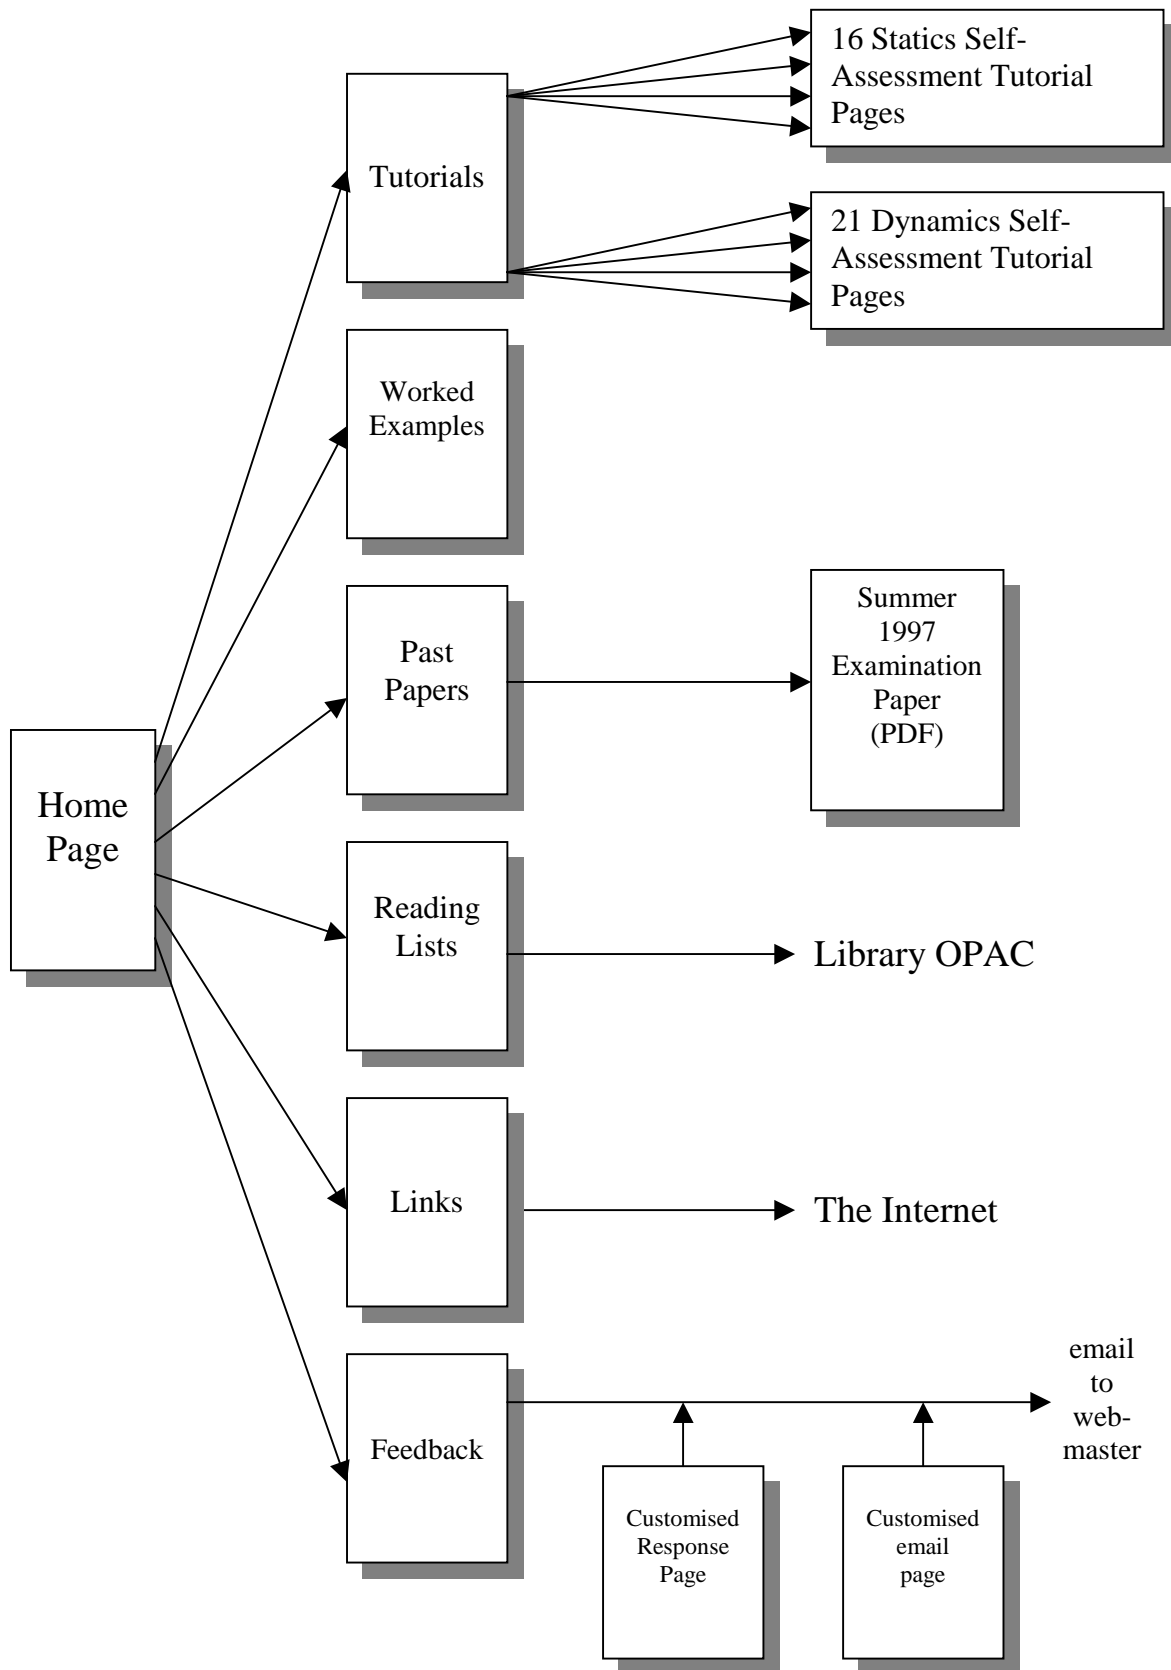 16 Statics Self-
Assessment Tutorial
Pages
Tutorials
21 Dynamics Self-
Assessment Tutorial
Pages
Worked
Examples
Past
Papers
Summer
1997
Examination
Paper
(PDF)
Home
Page
Reading
Lists
Library OPAC
Links
The Internet
Feedback
email
to
web-
master
Customised
Response
Page
Customised
email
page